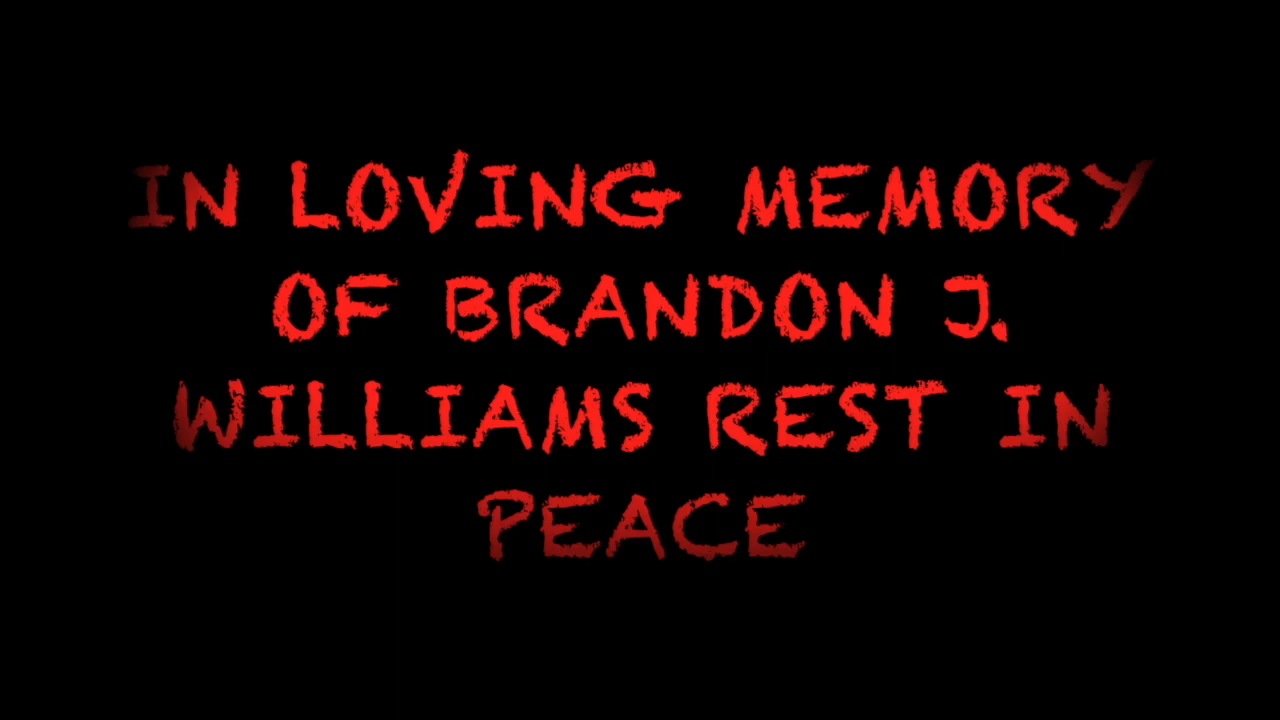 IN LOVING MEMORY
OF BRANDON J.
WILLIAMS REST IN
PEACE